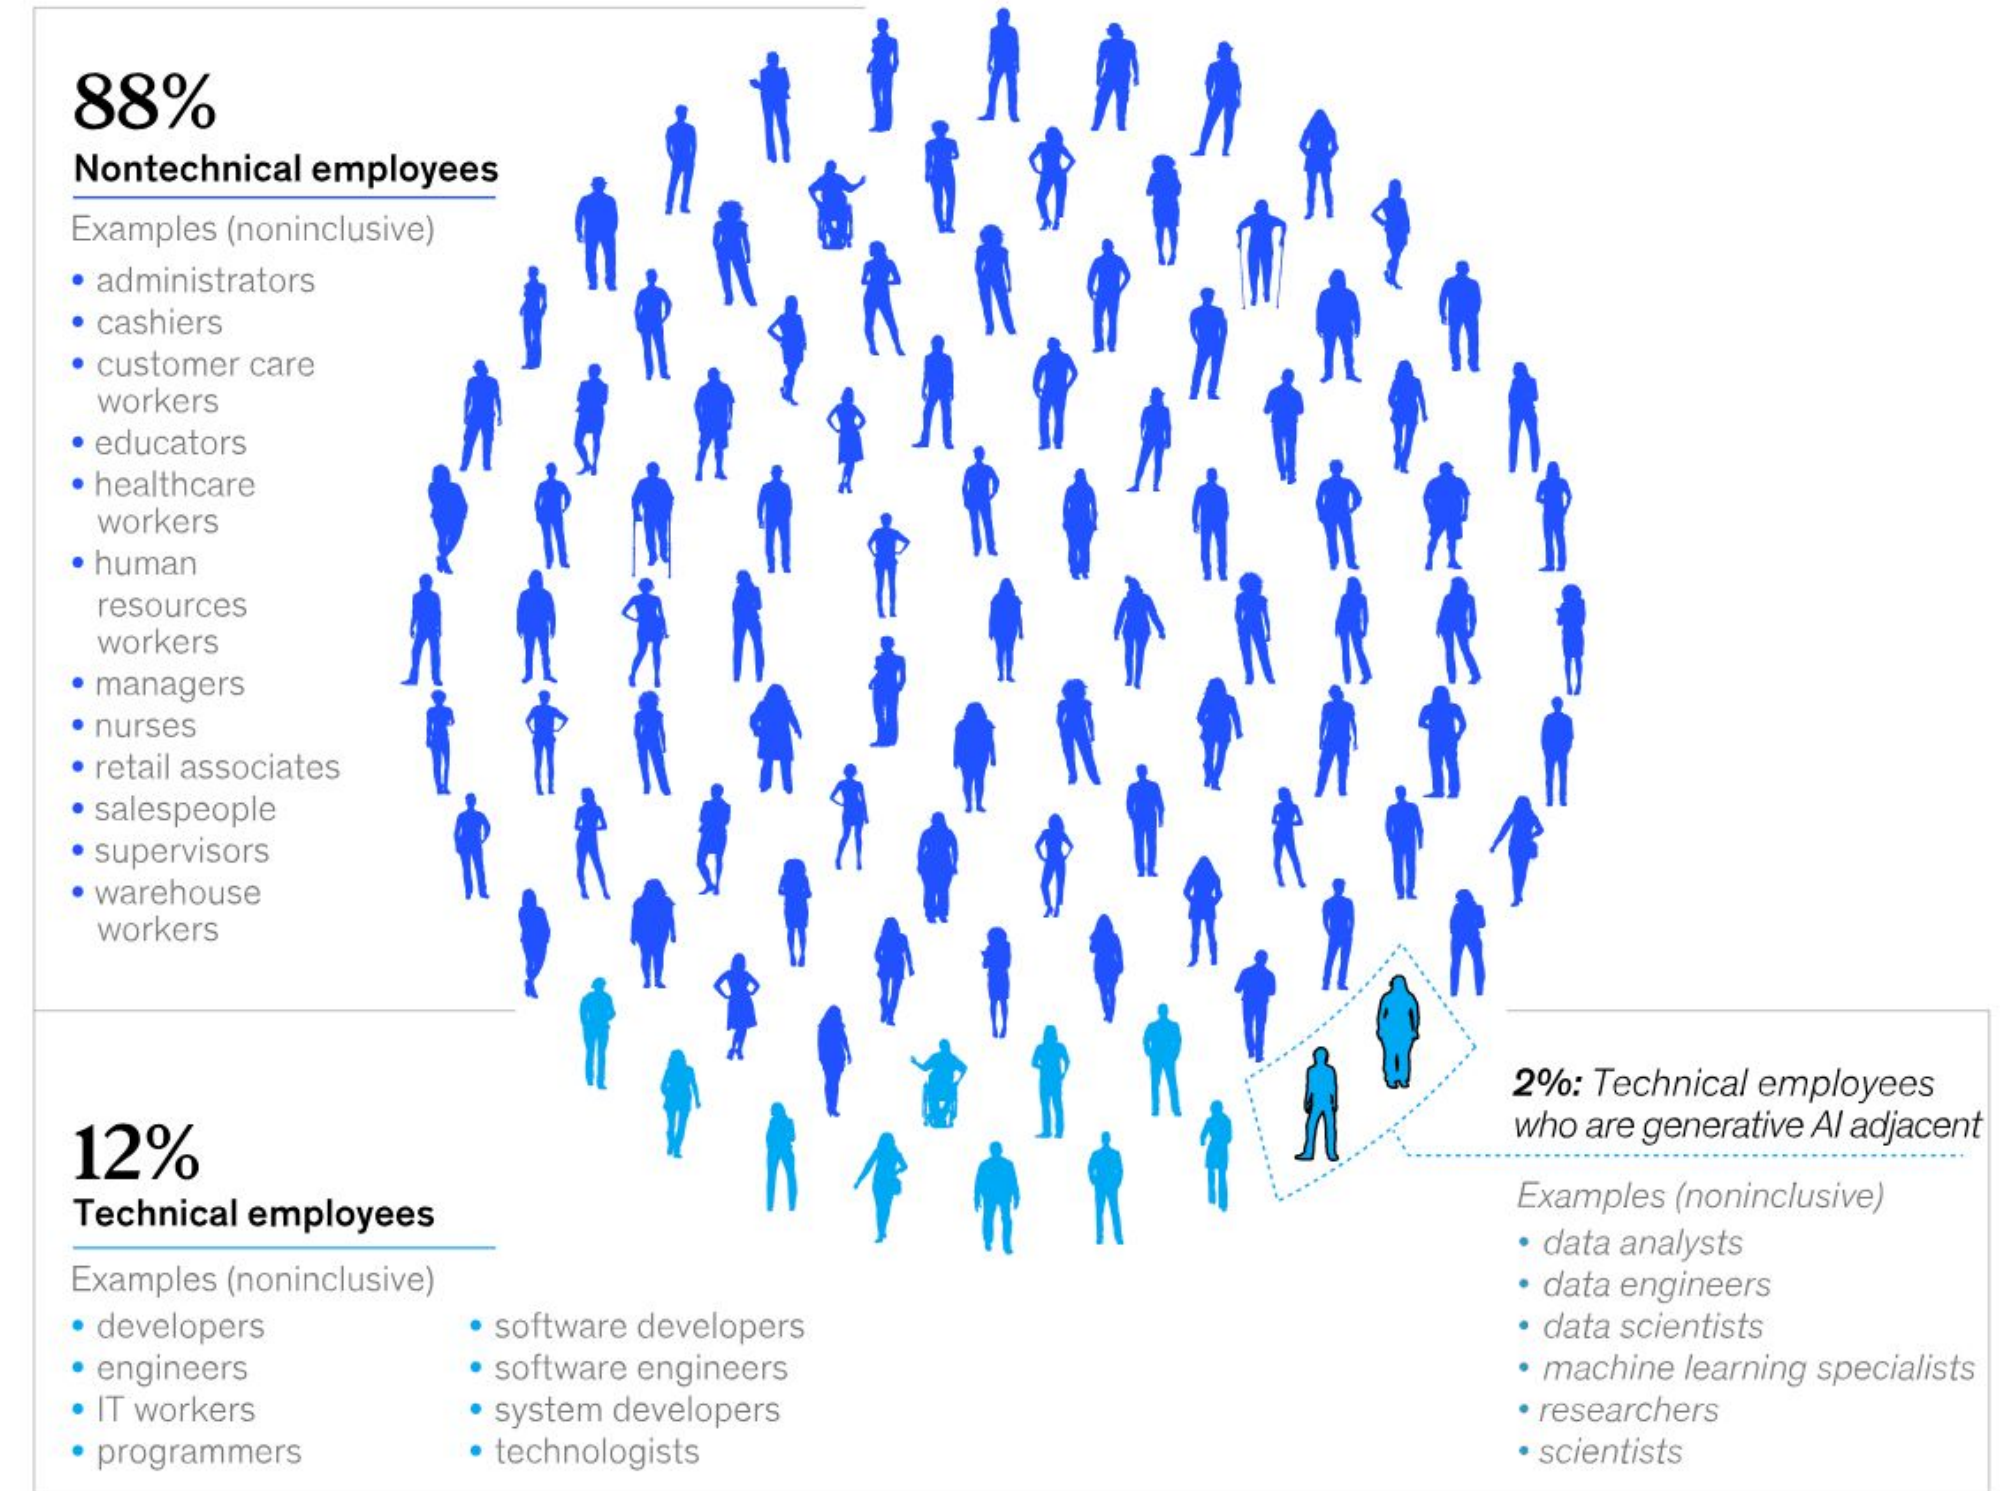 88%
Nontechnical employees
Examples (noninclusive)
• administrators
• cashiers
• customer care
workers
• educators
• healthcare
workers
• human
resources
workers
• managers
• nurses
• retail associates
• salespeople
• supervisors
• warehouse
workers
12%
Technical employees
Examples (noninclusive)
• developers
• engineers
• IT workers
• programmers
• software developers
• software engineers
• system developers
• technologists
2%: Technical employees
who are generative AI adjacent
Examples (noninclusive)
• data analysts
• data engineers
• data scientists
• machine learning specialists
• researchers
• scientists